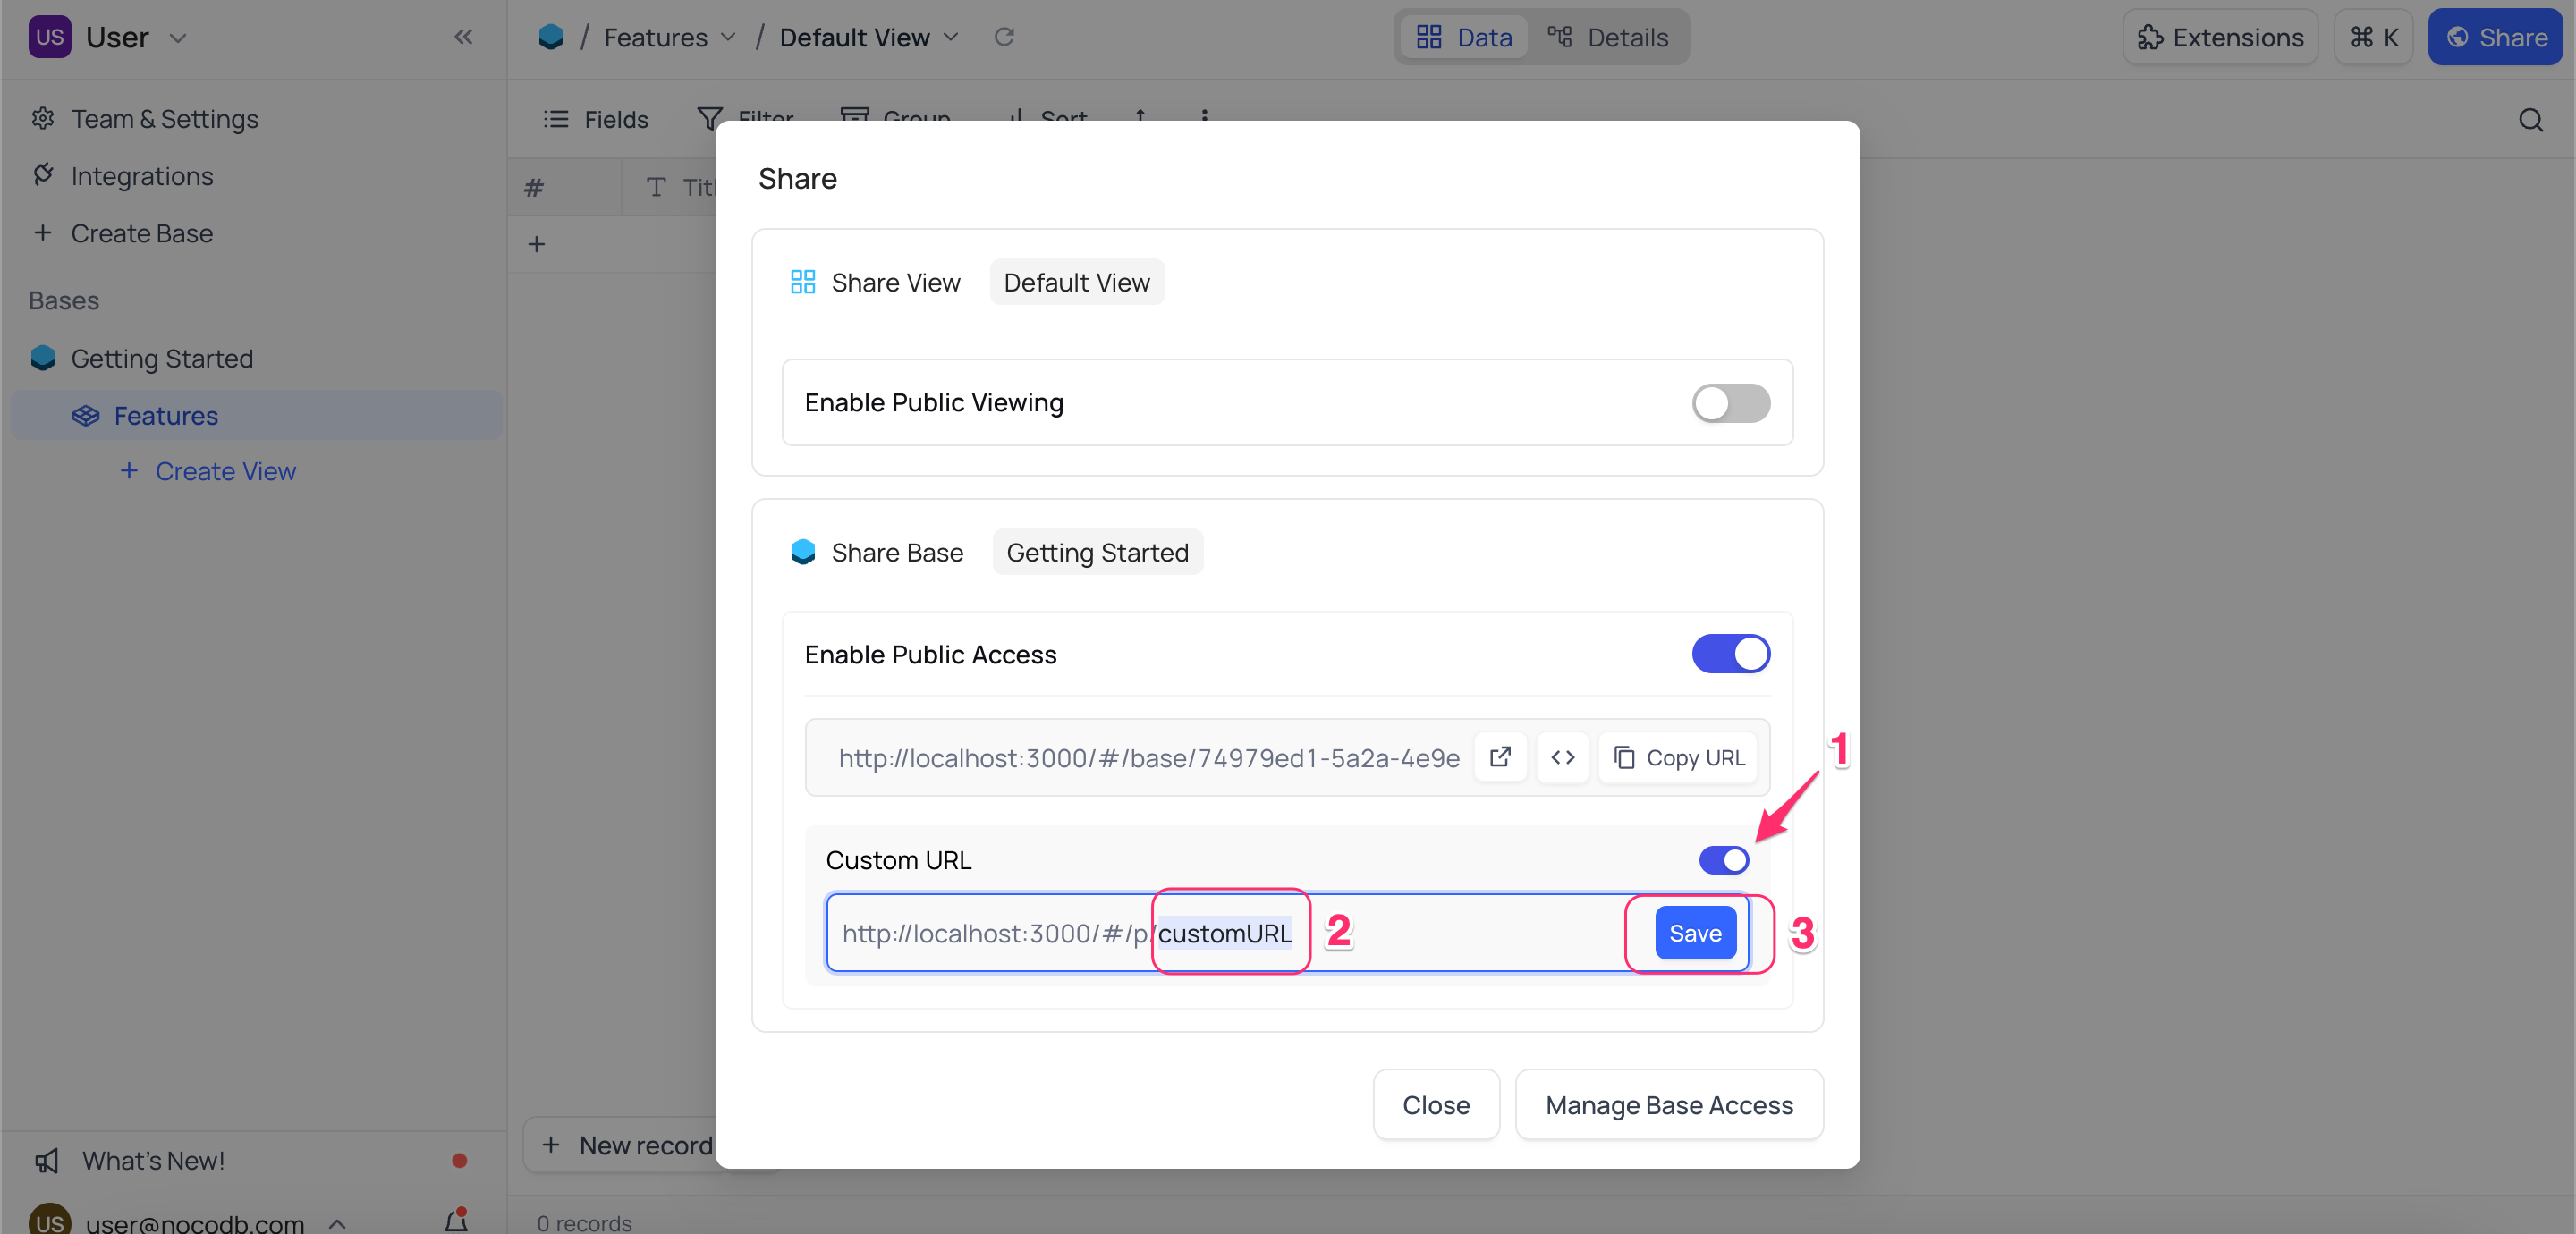 US User
/ Features / Default View
Data Details
Extensions
⌘ K
Share
Team & Settings
Integrations
+ Create Base
Bases
Getting Started
Features
+ Create View
Fields Filter Group Sort
# Titl
+
Share
Share View Default View
Enable Public Viewing
Share Base Getting Started
Enable Public Access
http://localhost:3000/#/base/74979ed1-5a2a-4e9e
Copy URL
1
Custom URL
http://localhost:3000/#/p/customURL
2
Save
3
Close
Manage Base Access
+ New record
0 records
What's New!
US user@nocodb.com